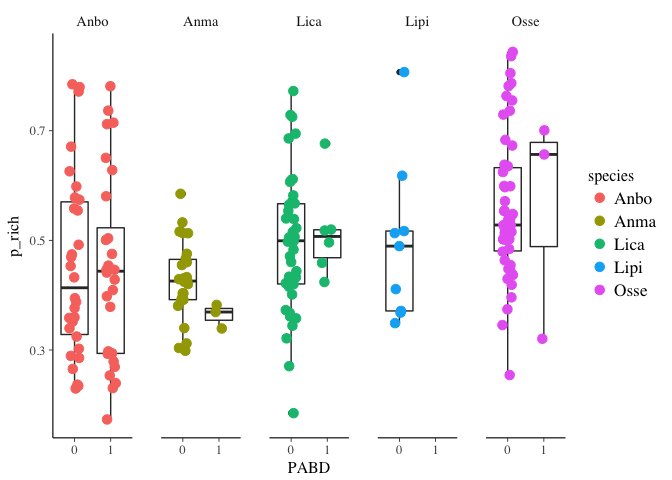 Anbo Anma Lica Lipi Osse
0.7
0.5
0.3
p_rich
0 1 0 1 0 1 0 1 0 1
PABD
species
Anbo
Anma
Lica
Lipi
Osse